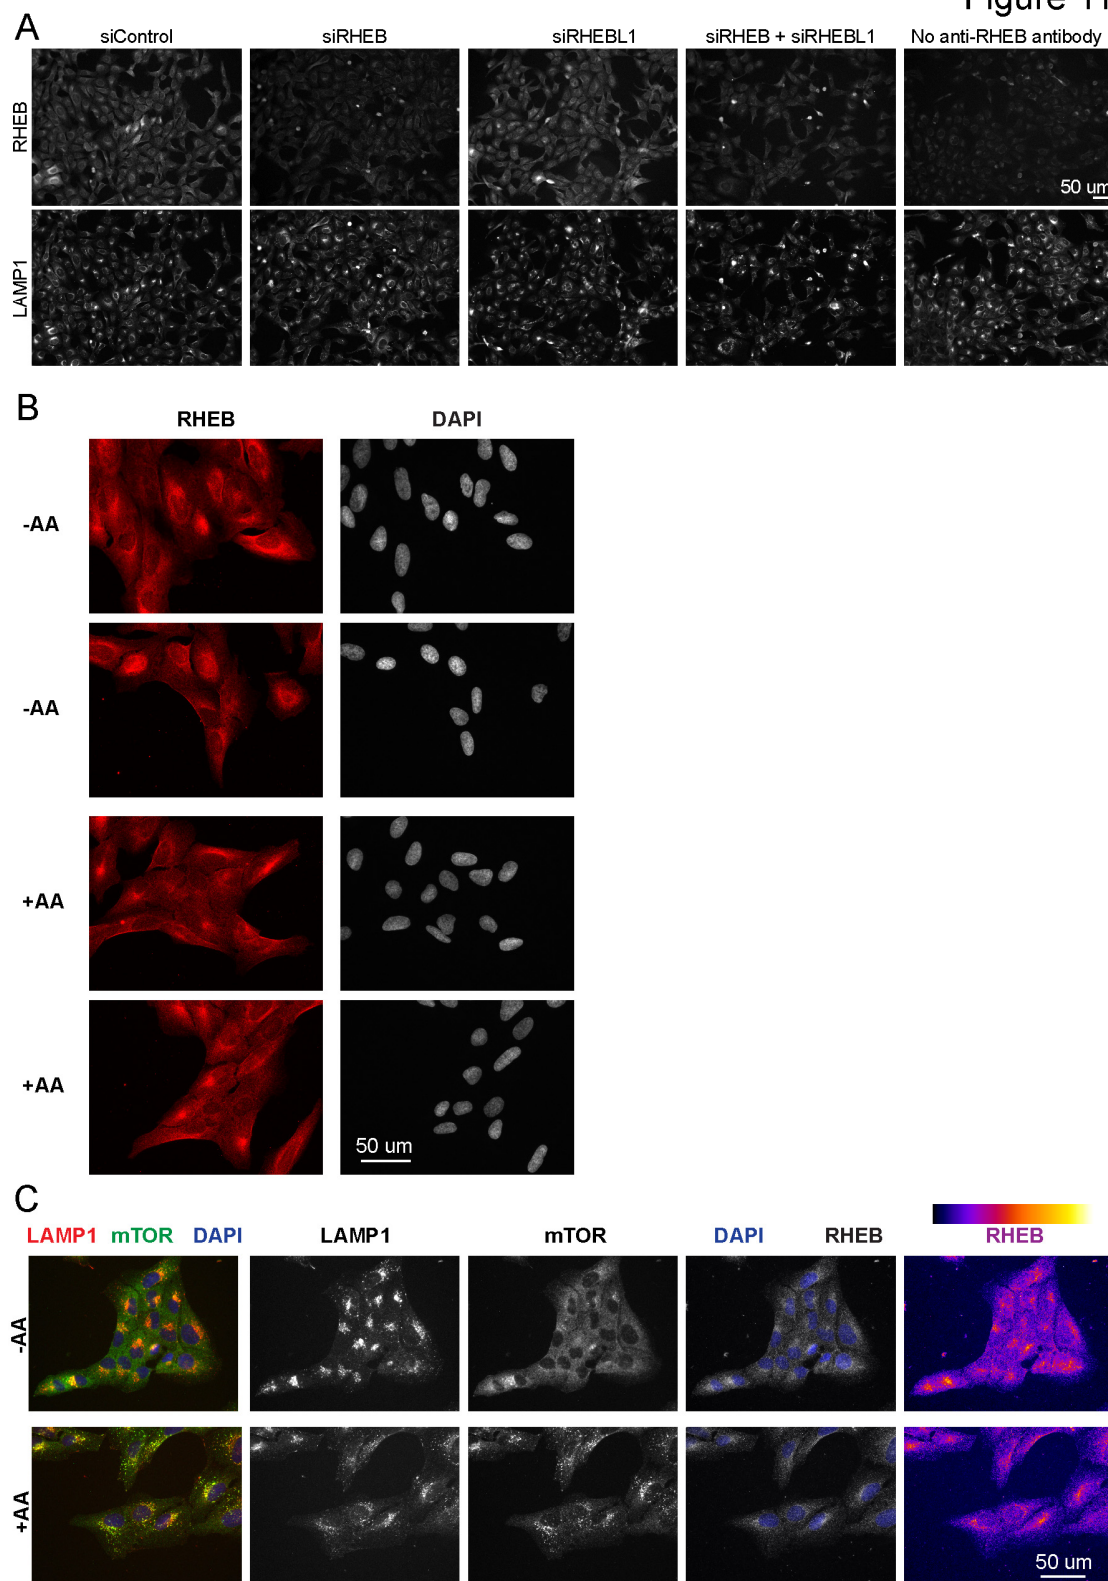 A
siControl siRHEB siRHEBL1 siRHEB + siRHEBL1 No anti-RHEB antibody
RHEB
50 um
LAMP1
B
RHEB DAPI
-AA
-AA
+AA
+AA
50 um
C
LAMP1 mTOR DAPI LAMP1 mTOR DAPI RHEB RHEB
-AA
+AA
50 um